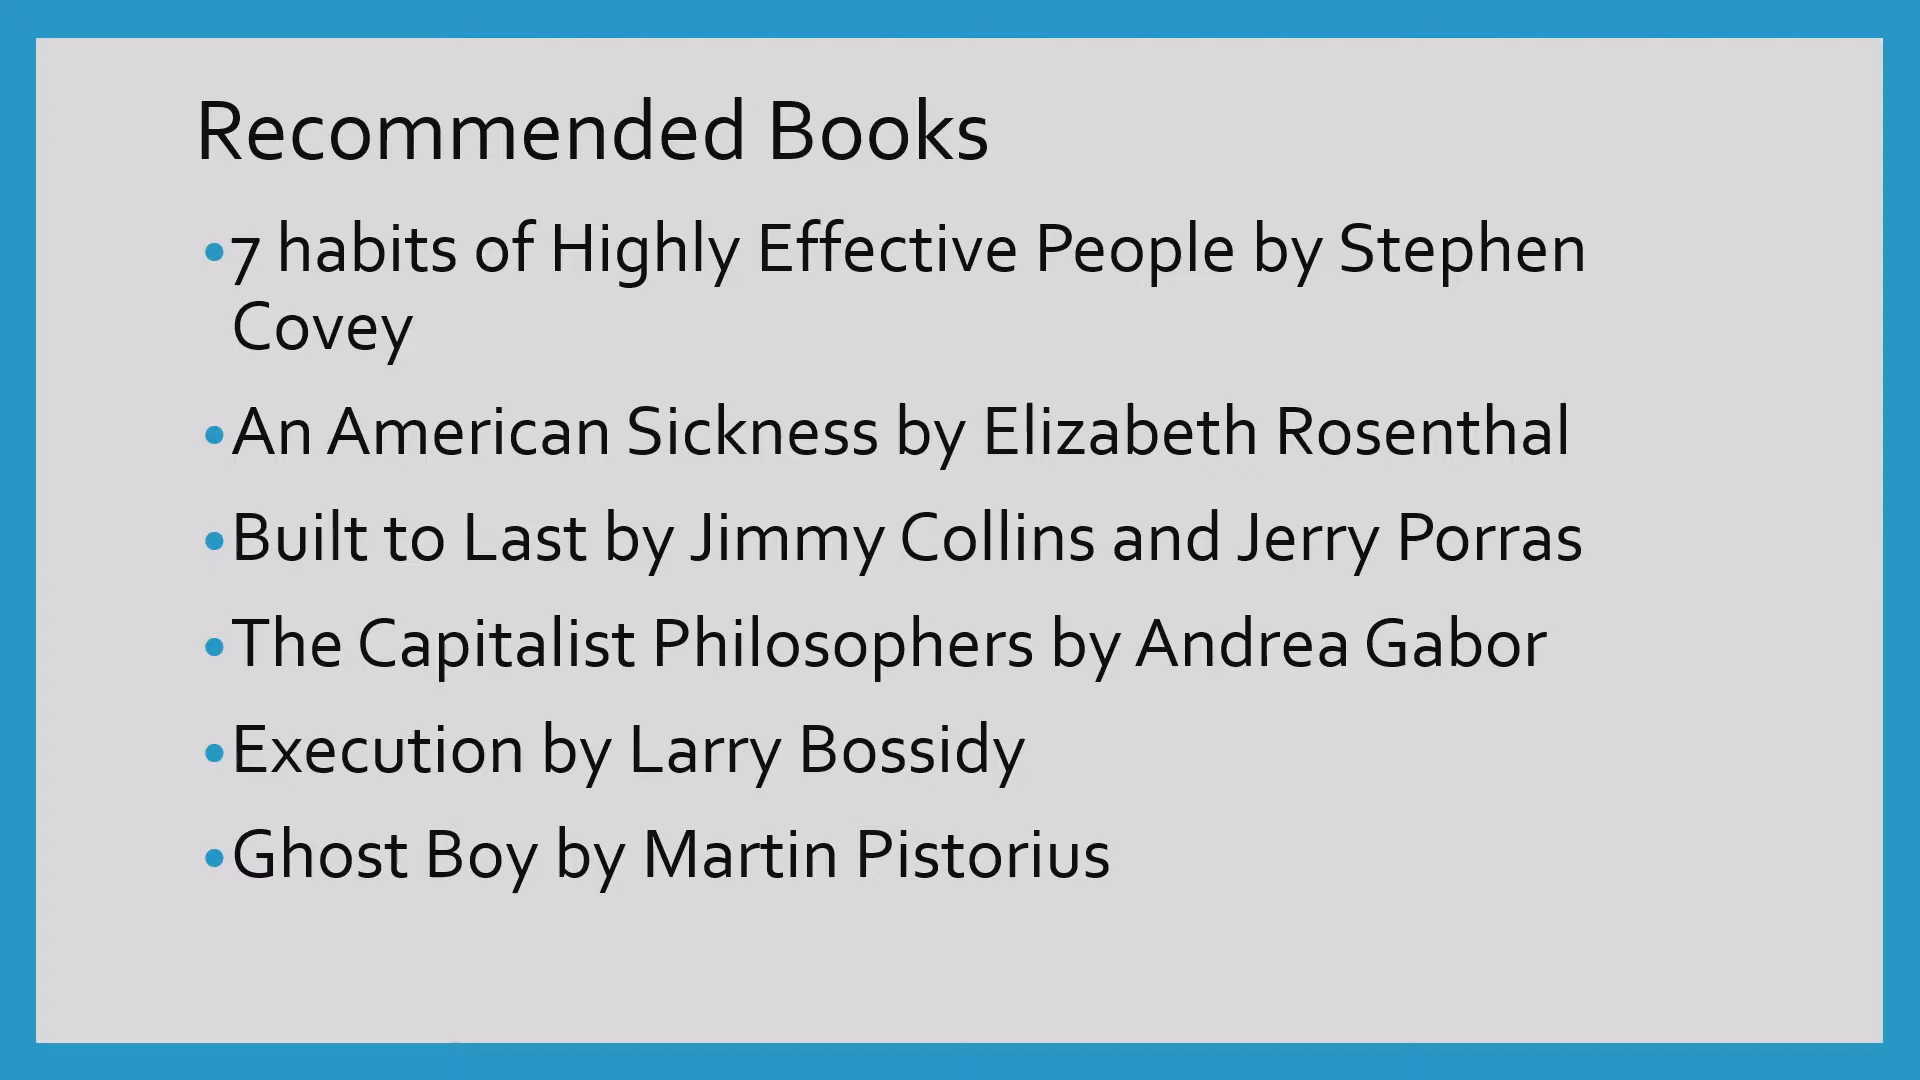 Recommended Books
•7 habits of Highly Effective People by Stephen
Covey
•An American Sickness by Elizabeth Rosenthal
•Built to Last by Jimmy Collins and Jerry Porras
•The Capitalist Philosophers by Andrea Gabor
•Execution by Larry Bossidy
•Ghost Boy by Martin Pistorius